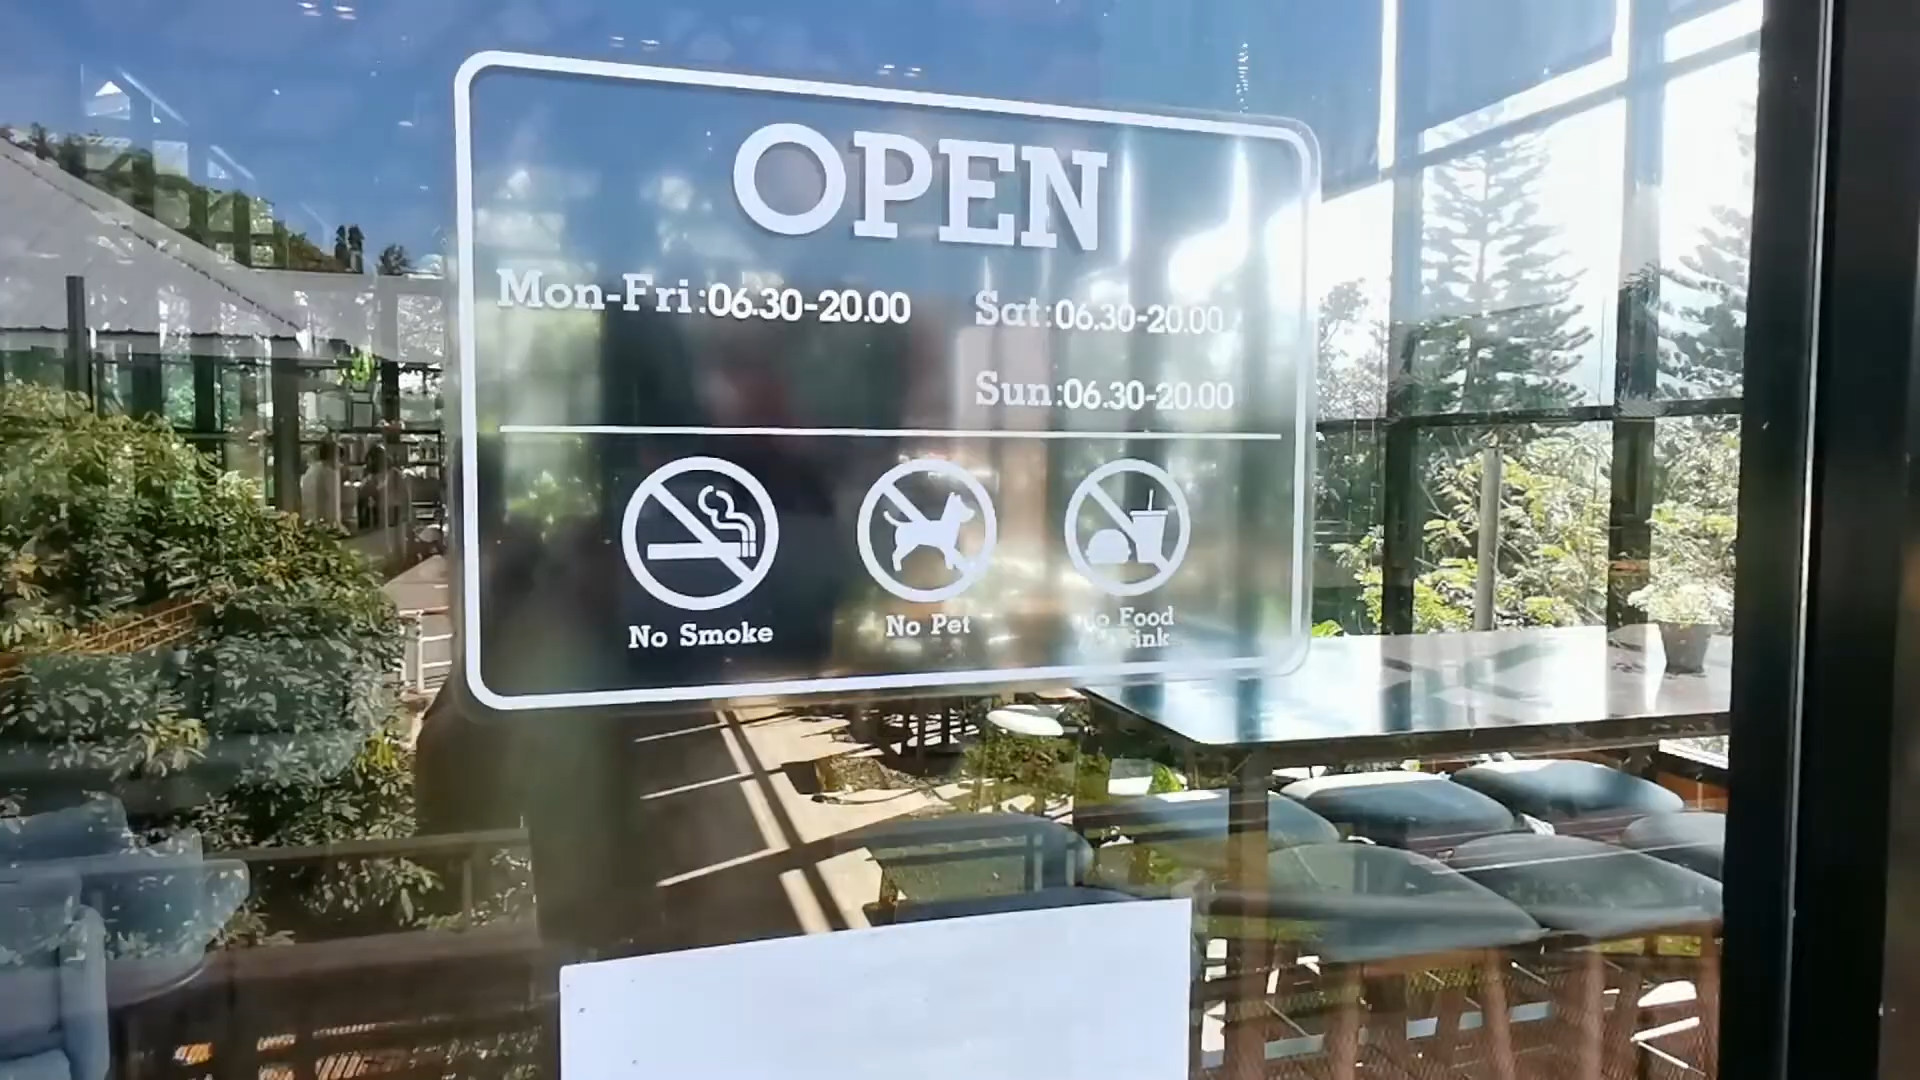 OPEN
Mon-Fri:06.30-20.00
Sat:06.30-20.00
Sun:06.30-20.00
No Smoke
No Pet
No Food